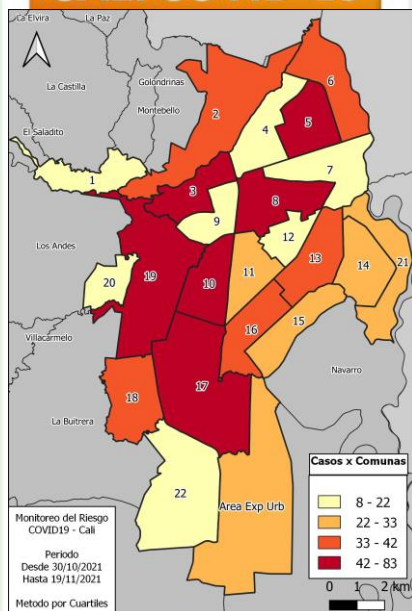 La Elvira
La Paz
La Castilla
Golondrinas
Montebello
El Saladito
6
2
4
5
7
1
3
8
9
12
Los Andes
13
14
21
20
19
10
11
15
16
Villacarmelo
Navarro
17
18
La Buitrera
22
Area Exp Urb
Casos x Comunas
8 - 22
22 - 33
33 - 42
42 - 83
Monitoreo del Riesgo
COVID19 - Cali
Periodo
Desde 30/10/2021
Hasta 19/11/2021
Metodo por Cuartiles
0 1 2 km